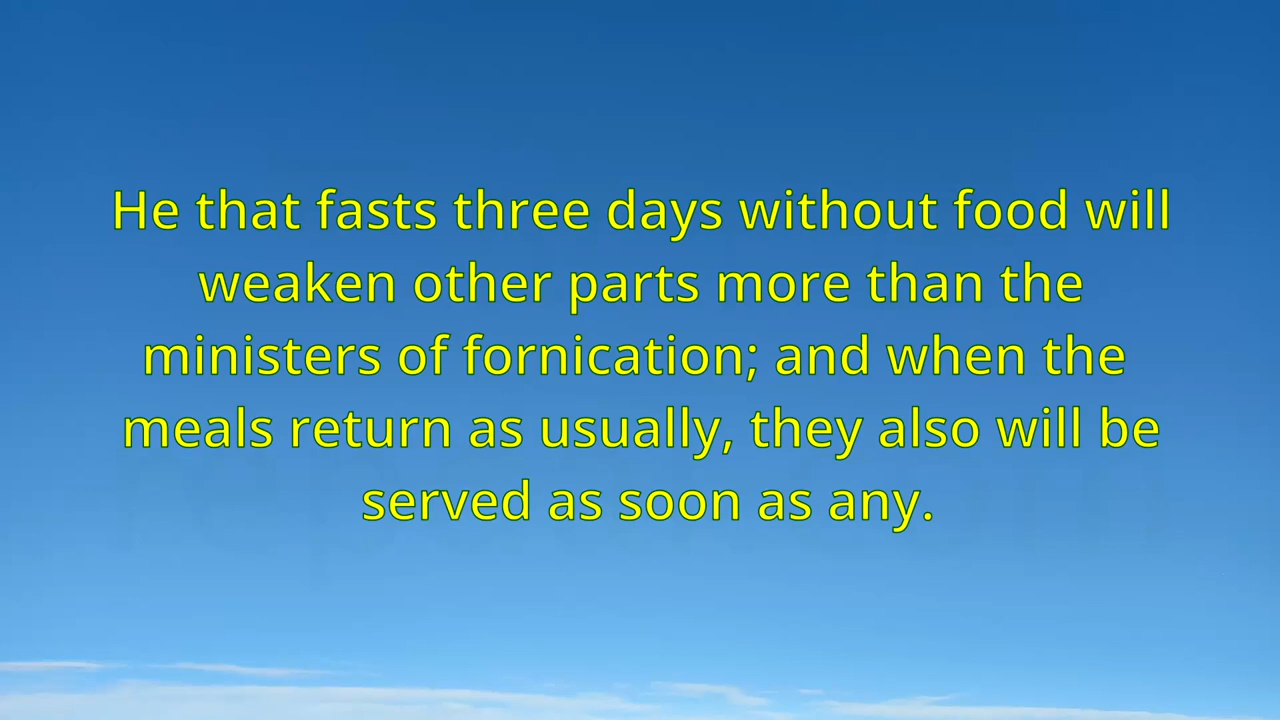 He that fasts three days without food will
weaken other parts more than the
ministers of fornication; and when the
meals return as usually, they also will be
served as soon as any.